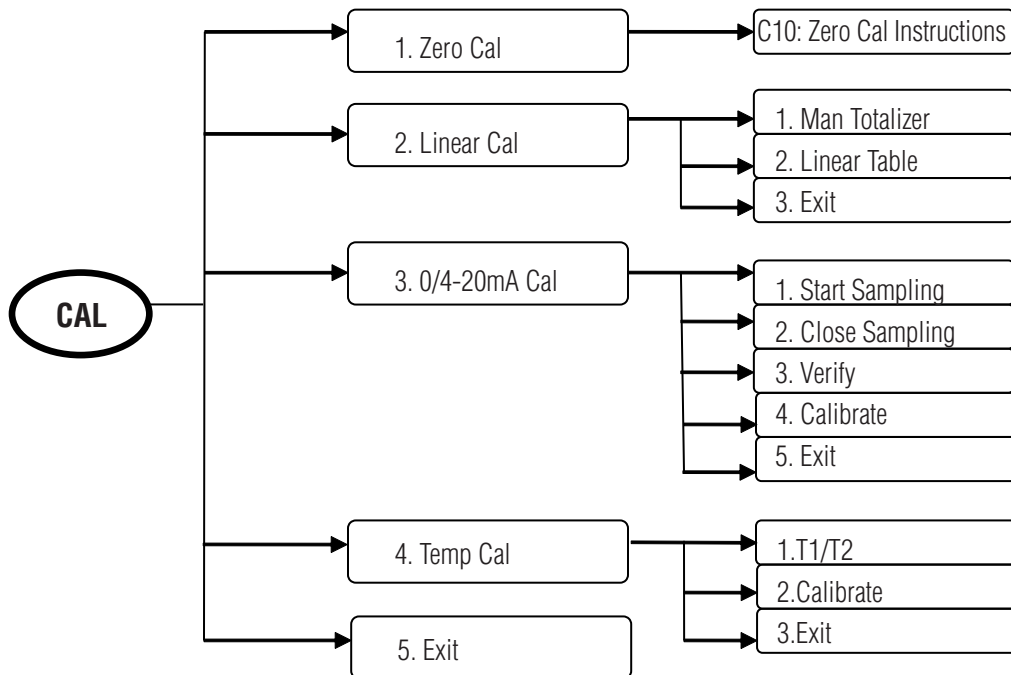 CAL
1. Zero Cal
C10: Zero Cal Instructions
2. Linear Cal
1. Man Totalizer
2. Linear Table
3. Exit
3. 0/4-20mA Cal
1. Start Sampling
2. Close Sampling
3. Verify
4. Calibrate
5. Exit
4. Temp Cal
1.T1/T2
2.Calibrate
3.Exit
5. Exit